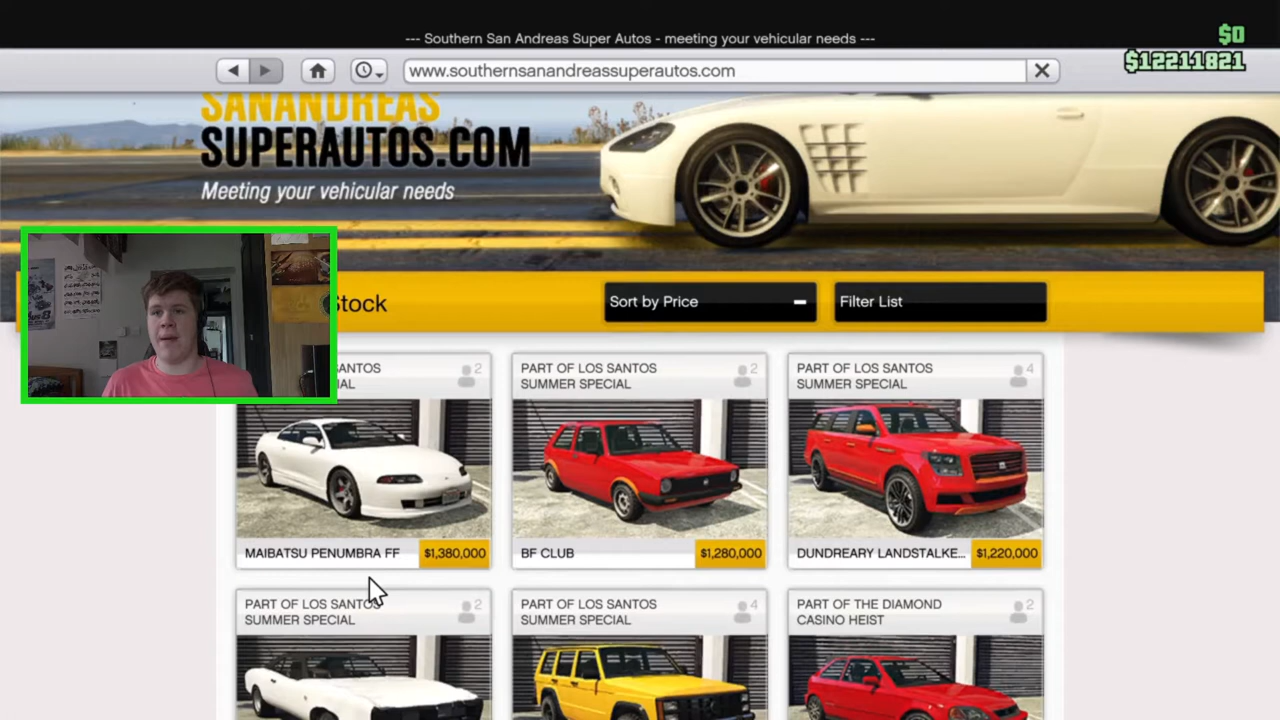 --- Southern San Andreas Super Autos - meeting your vehicular needs ---
$0
$12211821
www.southernsanandreassuperautos.com
SANANDREAS
SUPERAUTOS.COM
Meeting your vehicular needs
Stock
Sort by Price
Filter List
SANTOS
2
PART OF LOS SANTOS
SUMMER SPECIAL
2
PART OF LOS SANTOS
SUMMER SPECIAL
4
MAIBATSU PENUMBRA FF
$1,380,000
BF CLUB
$1,280,000
DUNDREARY LANDSTALKE...
$1,220,000
PART OF LOS SANTOS
SUMMER SPECIAL
2
PART OF LOS SANTOS
SUMMER SPECIAL
4
PART OF THE DIAMOND
CASINO HEIST
2